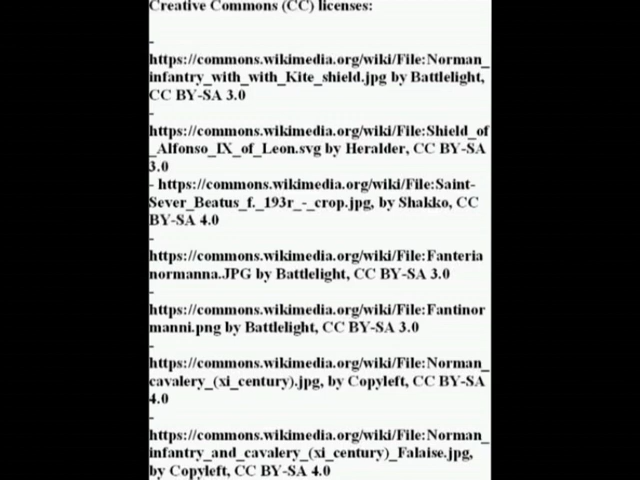 Creative Commons (CC) licenses:
-
https://commons.wikimedia.org/wiki/File:Norman_
infantry_with_with_Kite_shield.jpg by Battlelight,
CC BY-SA 3.0
-
https://commons.wikimedia.org/wiki/File:Shield_of
_Alfonso_IX_of_Leon.svg by Heralder, CC BY-SA
3.0
- https://commons.wikimedia.org/wiki/File:Saint-
Sever_Beatus_f._193r_-_crop.jpg, by Shakko, CC
BY-SA 4.0
-
https://commons.wikimedia.org/wiki/File:Fanteria
normanna.JPG by Battlelight, CC BY-SA 3.0
-
https://commons.wikimedia.org/wiki/File:Fantinor
manni.png by Battlelight, CC BY-SA 3.0
-
https://commons.wikimedia.org/wiki/File:Norman_
cavalery_(xi_century).jpg, by Copyleft, CC BY-SA
4.0
-
https://commons.wikimedia.org/wiki/File:Norman_
infantry_and_cavalery_(xi_century)_Falaise.jpg,
by Copyleft, CC BY-SA 4.0